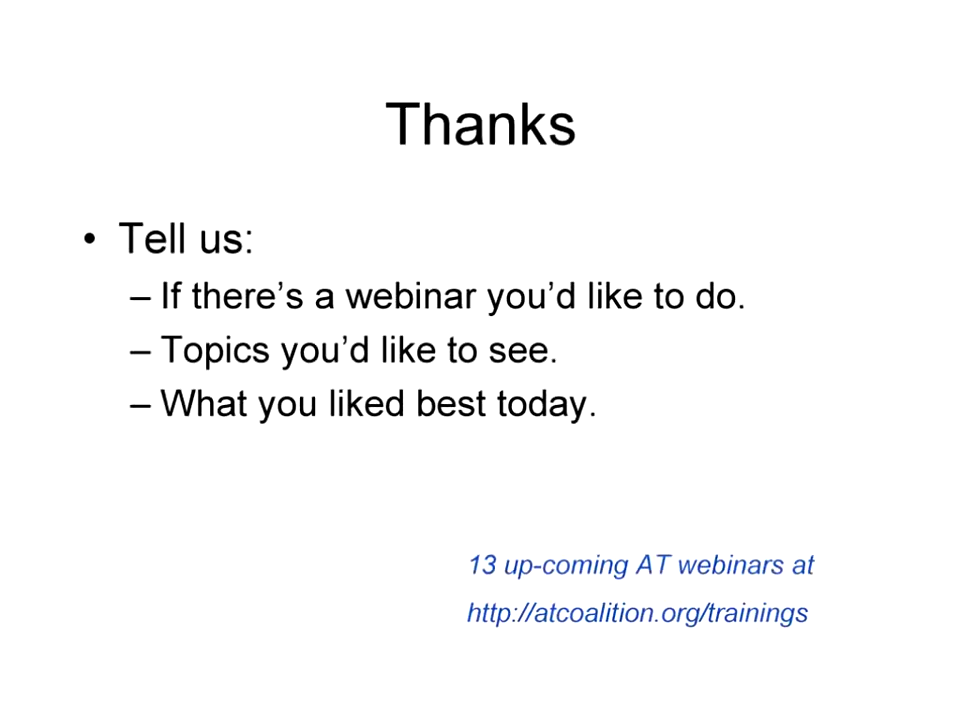 Thanks
• Tell us:
– If there’s a webinar you’d like to do.
– Topics you’d like to see.
– What you liked best today.
13 up-coming AT webinars at
http://atcoalition.org/trainings